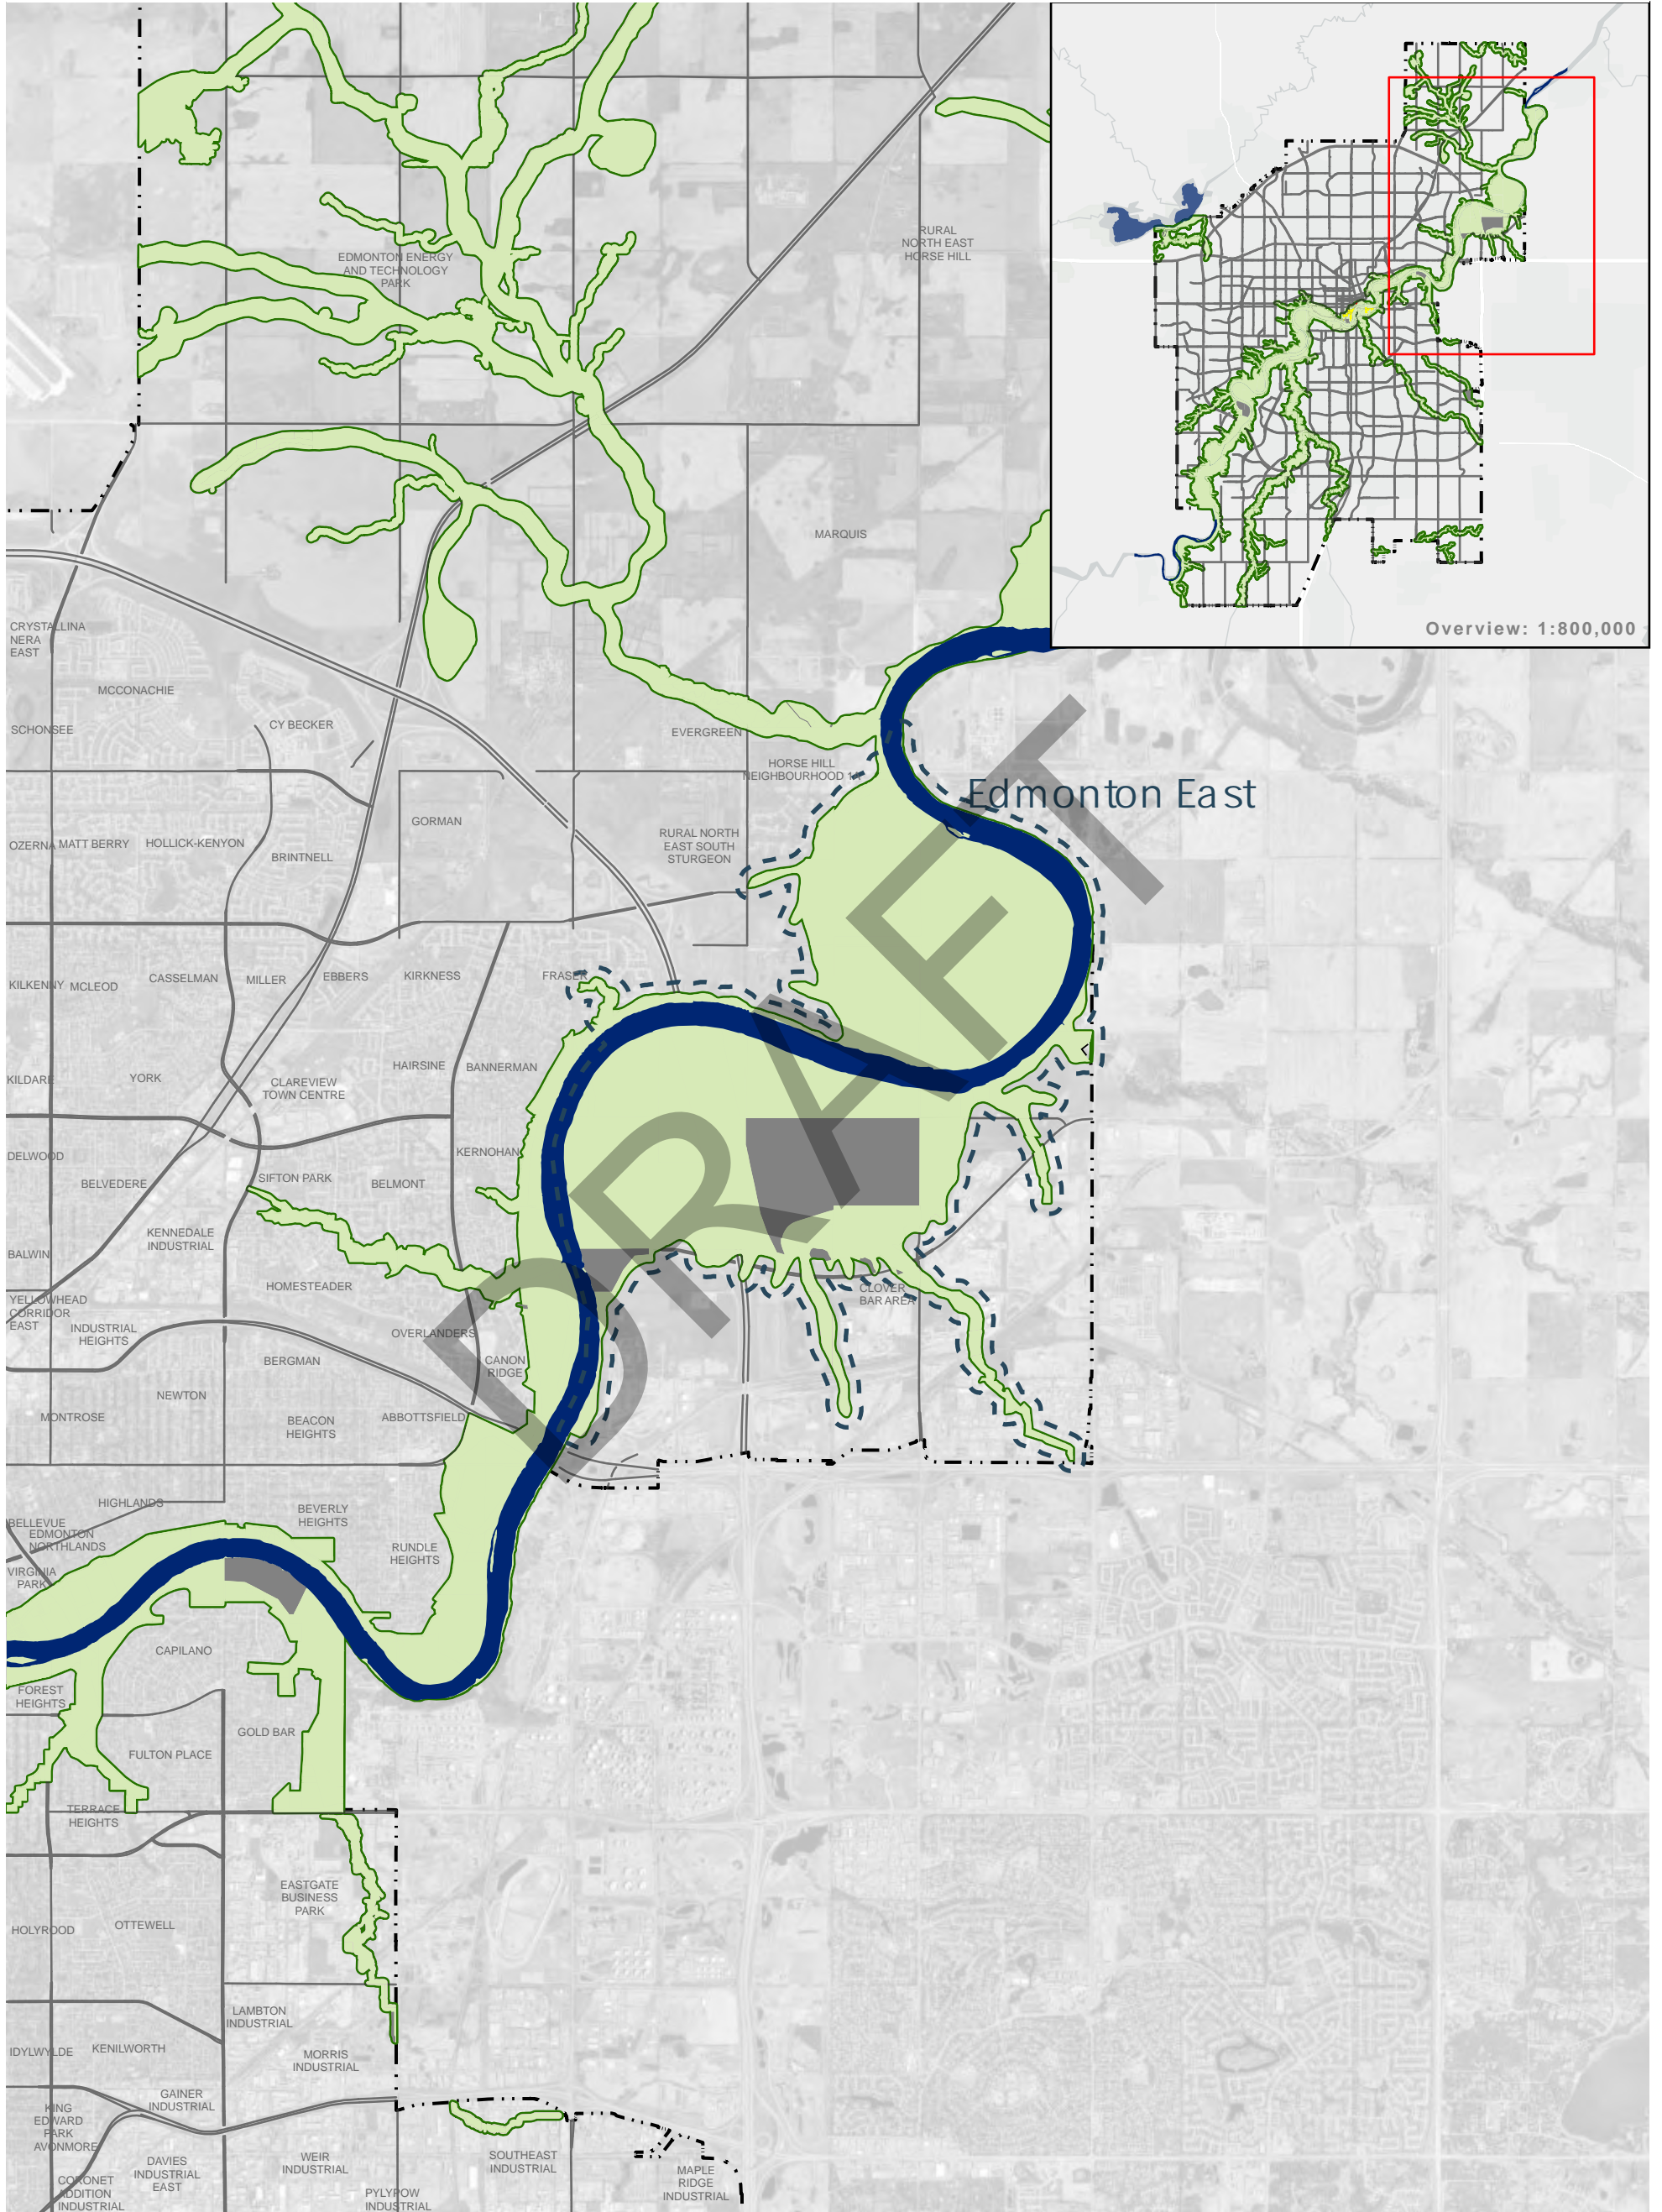 Overview: 1:800,000
EDMONTON ENERGY
AND TECHNOLOGY
PARK
RURAL
NORTH EAST
HORSE HILL
MARQUIS
CRYSTALLINA
NERA
EAST
MCCONACHIE
SCHONSEE
CY BECKER
EVERGREEN
HORSE HILL
NEIGHBOURHOOD 1A
Edmonton East
GORMAN
RURAL NORTH
EAST SOUTH
STURGEON
OZERNA
MATT BERRY
HOLLICK-KENYON
BRINTNELL
KILKENNY
MCLEOD
CASSELMAN
MILLER
EBBERS
KIRKNESS
FRASER
HAIRSINE
BANNERMAN
KILDARE
YORK
CLAREVIEW
TOWN CENTRE
DELWOOD
BELVEDERE
SIFTON PARK
BELMONT
KERNOHAN
KENNEDALE
INDUSTRIAL
BALWIN
HOMESTEADER
CLOVER
BAR AREA
YELLOWHEAD
CORRIDOR
EAST
INDUSTRIAL
HEIGHTS
OVERLANDERS
BERGMAN
CANON
RIDGE
NEWTON
MONTROSE
BEACON
HEIGHTS
ABBOTTSFIELD
HIGHLANDS
BEVERLY
HEIGHTS
BELLEVUE
EDMONTON
NORTHLANDS
VIRGINIA
PARK
RUNDLE
HEIGHTS
CAPILANO
FOREST
HEIGHTS
GOLD BAR
FULTON PLACE
TERRACE
HEIGHTS
EASTGATE
BUSINESS
PARK
HOLYROOD
OTTEWELL
LAMBTON
INDUSTRIAL
IDYLWYLDE
KENILWORTH
MORRIS
INDUSTRIAL
GAINER
INDUSTRIAL
KING
EDWARD
PARK
AVONMORE
DAVIES
INDUSTRIAL
EAST
WEIR
INDUSTRIAL
SOUTHEAST
INDUSTRIAL
MAPLE
RIDGE
INDUSTRIAL
CORONET
ADDITION
INDUSTRIAL
PYLYPOW
INDUSTRIAL
DRAFT